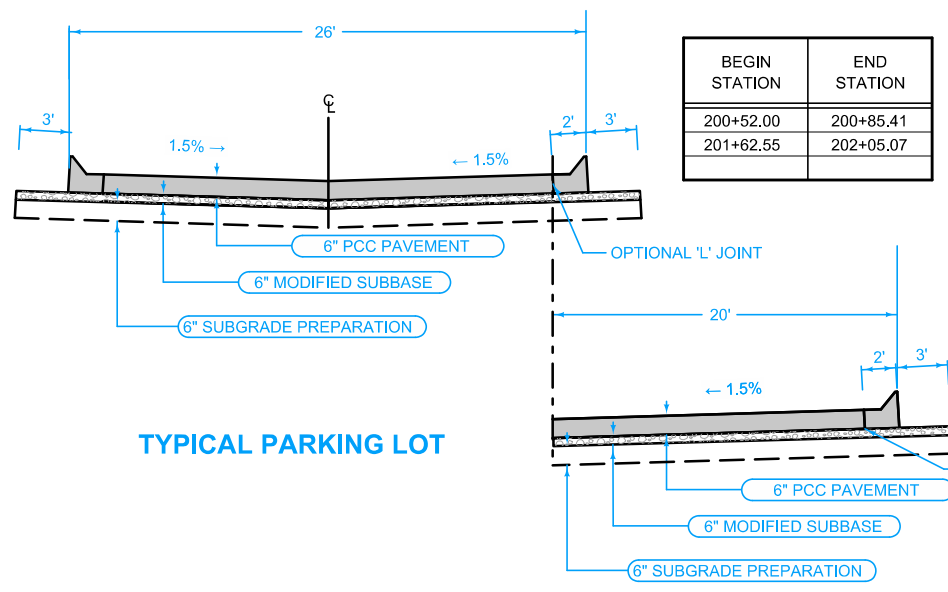 26'
BEGIN STATION
END STATION
200+52.00 200+85.41
201+62.55 202+05.07
3'
℄
2' 3'
1.5% →
← 1.5%
6" PCC PAVEMENT
OPTIONAL 'L' JOINT
6" MODIFIED SUBBASE
6" SUBGRADE PREPARATION
20'
2' 3'
← 1.5%
TYPICAL PARKING LOT
6" PCC PAVEMENT
6" MODIFIED SUBBASE
6" SUBGRADE PREPARATION